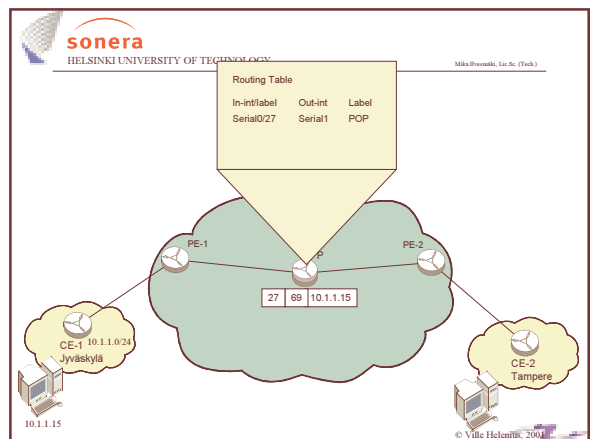 sonera
HELSINKI UNIVERSITY OF TECHNOLOGY
Mika Ilvesmäki, Lic.Sc. (Tech.)
Routing Table
In-int/label Out-int Label
Serial0/27 Serial1 POP
PE-1
P
PE-2
27 69 10.1.1.15
CE-1 10.1.1.0/24
Jyväskylä
CE-2
Tampere
10.1.1.15
© Ville Helenius, 2001